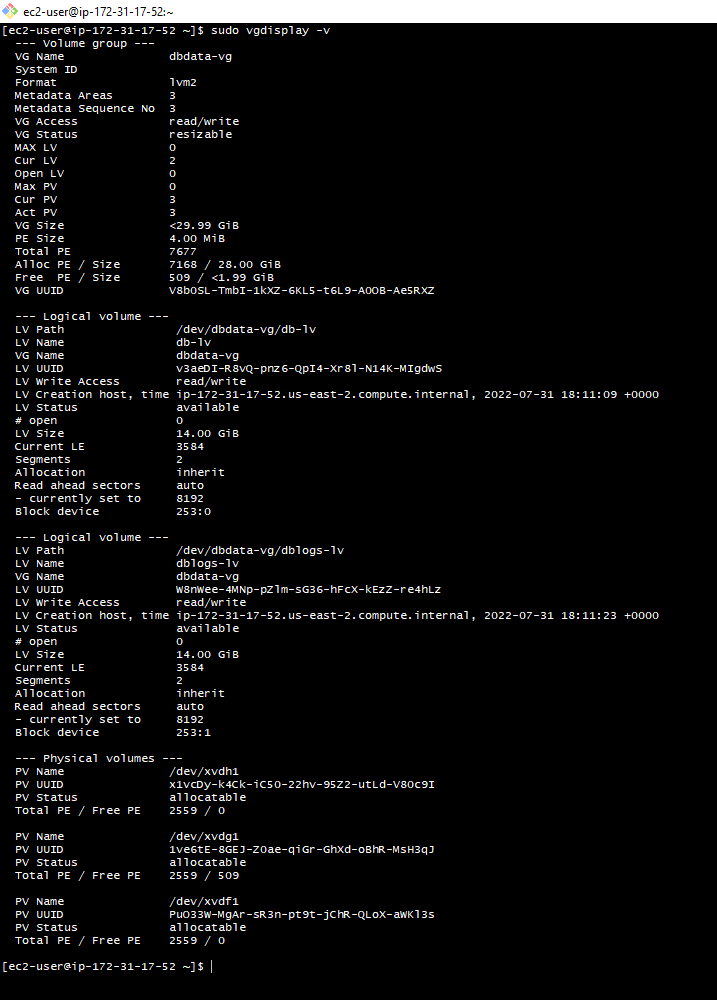 ec2-user@ip-172-31-17-52:~
[ec2-user@ip-172-31-17-52 ~]$ sudo vgdisplay -v
--- Volume group ---
VG Name dbdata-vg
System ID
Format lvm2
Metadata Areas 3
Metadata Sequence No 3
VG Access read/write
VG Status resizable
MAX LV 0
Cur LV 2
Open LV 0
Max PV 0
Cur PV 3
Act PV 3
VG Size <29.99 GiB
PE Size 4.00 MiB
Total PE 7677
Alloc PE / Size 7168 / 28.00 GiB
Free PE / Size 509 / <1.99 GiB
VG UUID V8bOSL-TmbI-1kXZ-6KL5-t6L9-A0OB-Ae5RXZ
--- Logical volume ---
LV Path /dev/dbdata-vg/db-lv
LV Name db-lv
VG Name dbdata-vg
LV UUID v3aeDI-R8vQ-pnz6-QpI4-Xr8l-N14K-MIgdwS
LV Write Access read/write
LV Creation host, time ip-172-31-17-52.us-east-2.compute.internal, 2022-07-31 18:11:09 +0000
LV Status available
# open 0
LV Size 14.00 GiB
Current LE 3584
Segments 2
Allocation inherit
Read ahead sectors auto
- currently set to 8192
Block device 253:0
--- Logical volume ---
LV Path /dev/dbdata-vg/dblogs-lv
LV Name dblogs-lv
VG Name dbdata-vg
LV UUID W8nWee-4MNp-pZlm-sG36-hFcX-kEzZ-re4hLz
LV Write Access read/write
LV Creation host, time ip-172-31-17-52.us-east-2.compute.internal, 2022-07-31 18:11:23 +0000
LV Status available
# open 0
LV Size 14.00 GiB
Current LE 3584
Segments 2
Allocation inherit
Read ahead sectors auto
- currently set to 8192
Block device 253:1
--- Physical volumes ---
PV Name /dev/xvdh1
PV UUID x1vcDy-k4Ck-iC5O-22hv-95Z2-utLd-V80c9I
PV Status allocatable
Total PE / Free PE 2559 / 0
PV Name /dev/xvdg1
PV UUID 1ve6tE-8GEJ-Z0ae-qiGr-GhXd-oBhR-MsH3qJ
PV Status allocatable
Total PE / Free PE 2559 / 509
PV Name /dev/xvdf1
PV UUID PuO33W-MgAr-sR3n-pt9t-jChR-QLoX-aWKl3s
PV Status allocatable
Total PE / Free PE 2559 / 0
[ec2-user@ip-172-31-17-52 ~]$